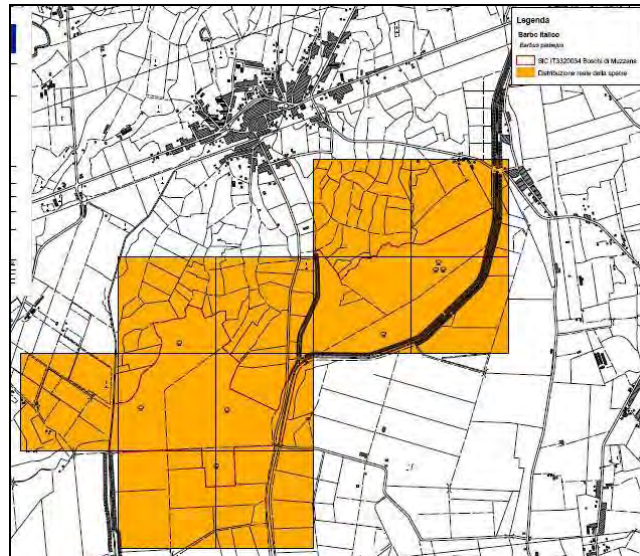 Legenda
Barbo italico
Barbus plebejus
SIC IT3320034 Boschi di Muzzana
Distribuzione reale della specie